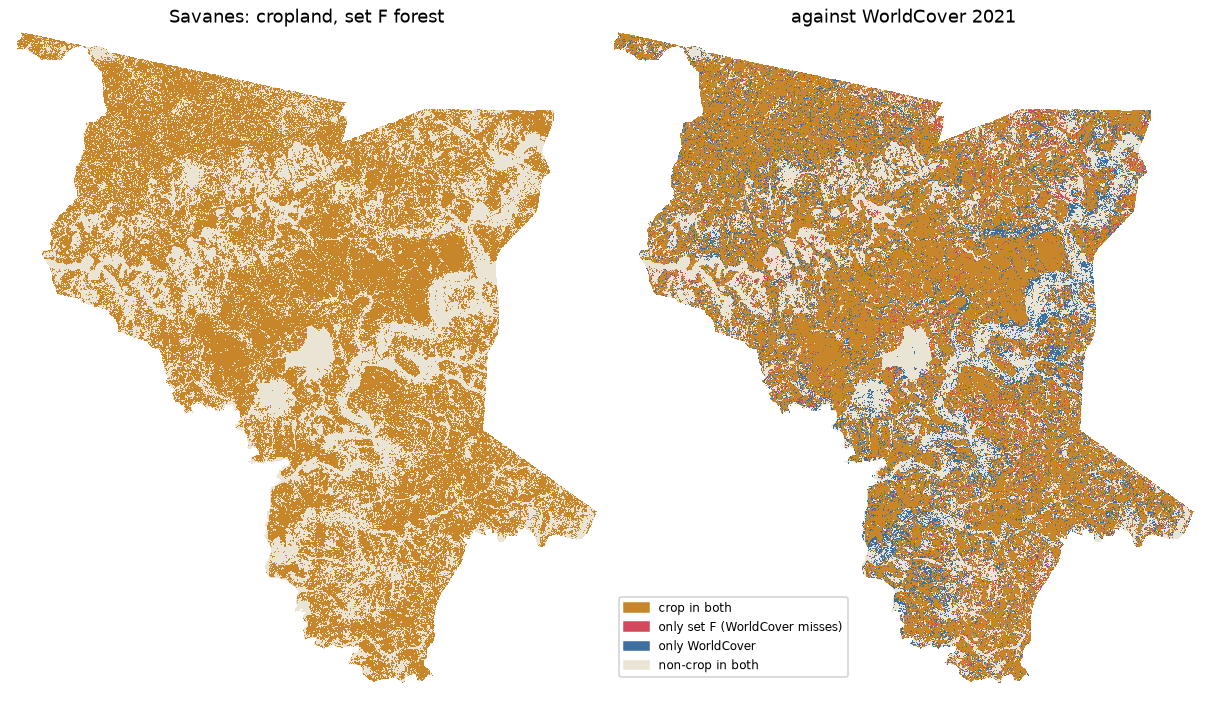 Savanes: cropland, set F forest
against WorldCover 2021
crop in both
only set F (WorldCover misses)
only WorldCover
non-crop in both